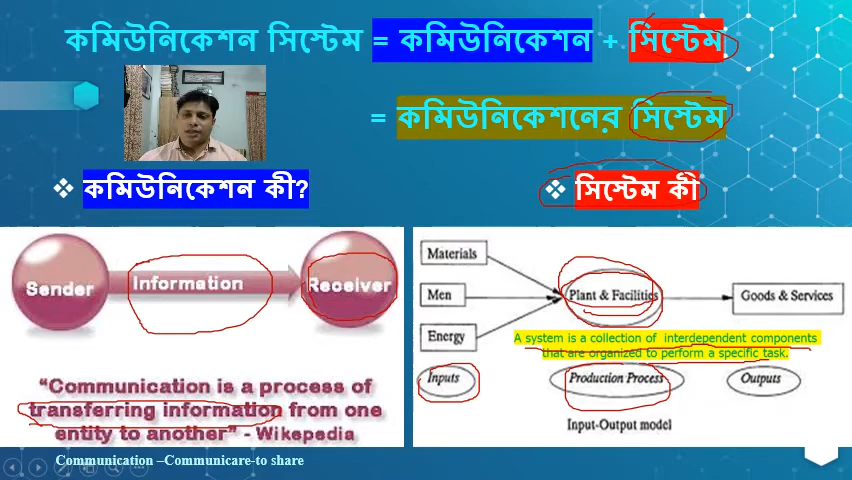 কমিউনিকেশন সিস্টেম = কমিউনিকেশন + সিস্টেম
= কমিউনিকেশনের সিস্টেম
❖ কমিউনিকেশন কী?
❖ সিস্টেম কী
Sender
Information
Receiver
“Communication is a process of
transferring information from one
entity to another” - Wikepedia
Communication –Communicare-to share
Materials
Men
Energy
Plant & Facilities
Goods & Services
A system is a collection of interdependent components
that are organized to perform a specific task.
Inputs
Production Process
Outputs
Input-Output model